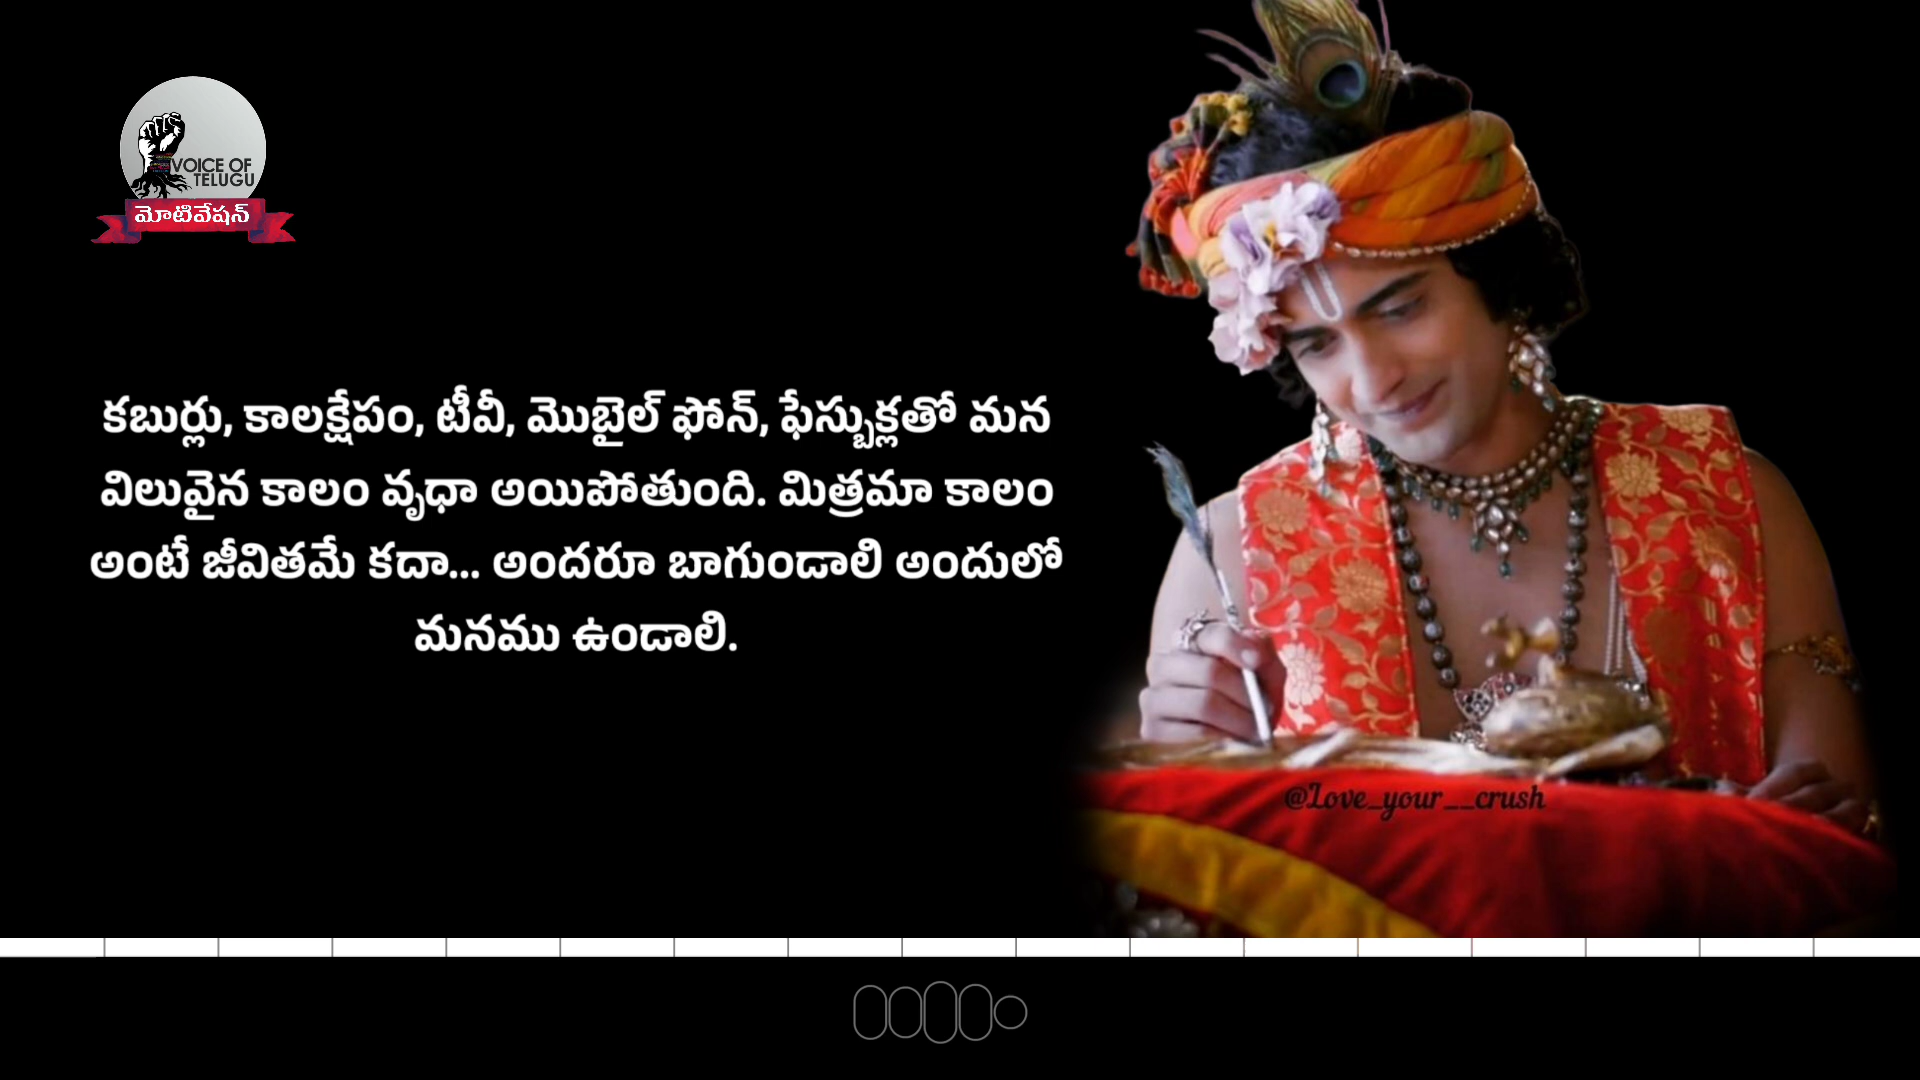 VOICE OF
TELUGU
మోటివేషన్
కబుర్లు, కాలక్షేపం, టీవీ, మొబైల్ ఫోన్, ఫేస్బుక్లతో మన
విలువైన కాలం వృధా అయిపోతుంది. మిత్రమా కాలం
అంటే జీవితమే కదా... అందరూ బాగుండాలి అందులో
మనము ఉండాలి.
@Love_your__crush